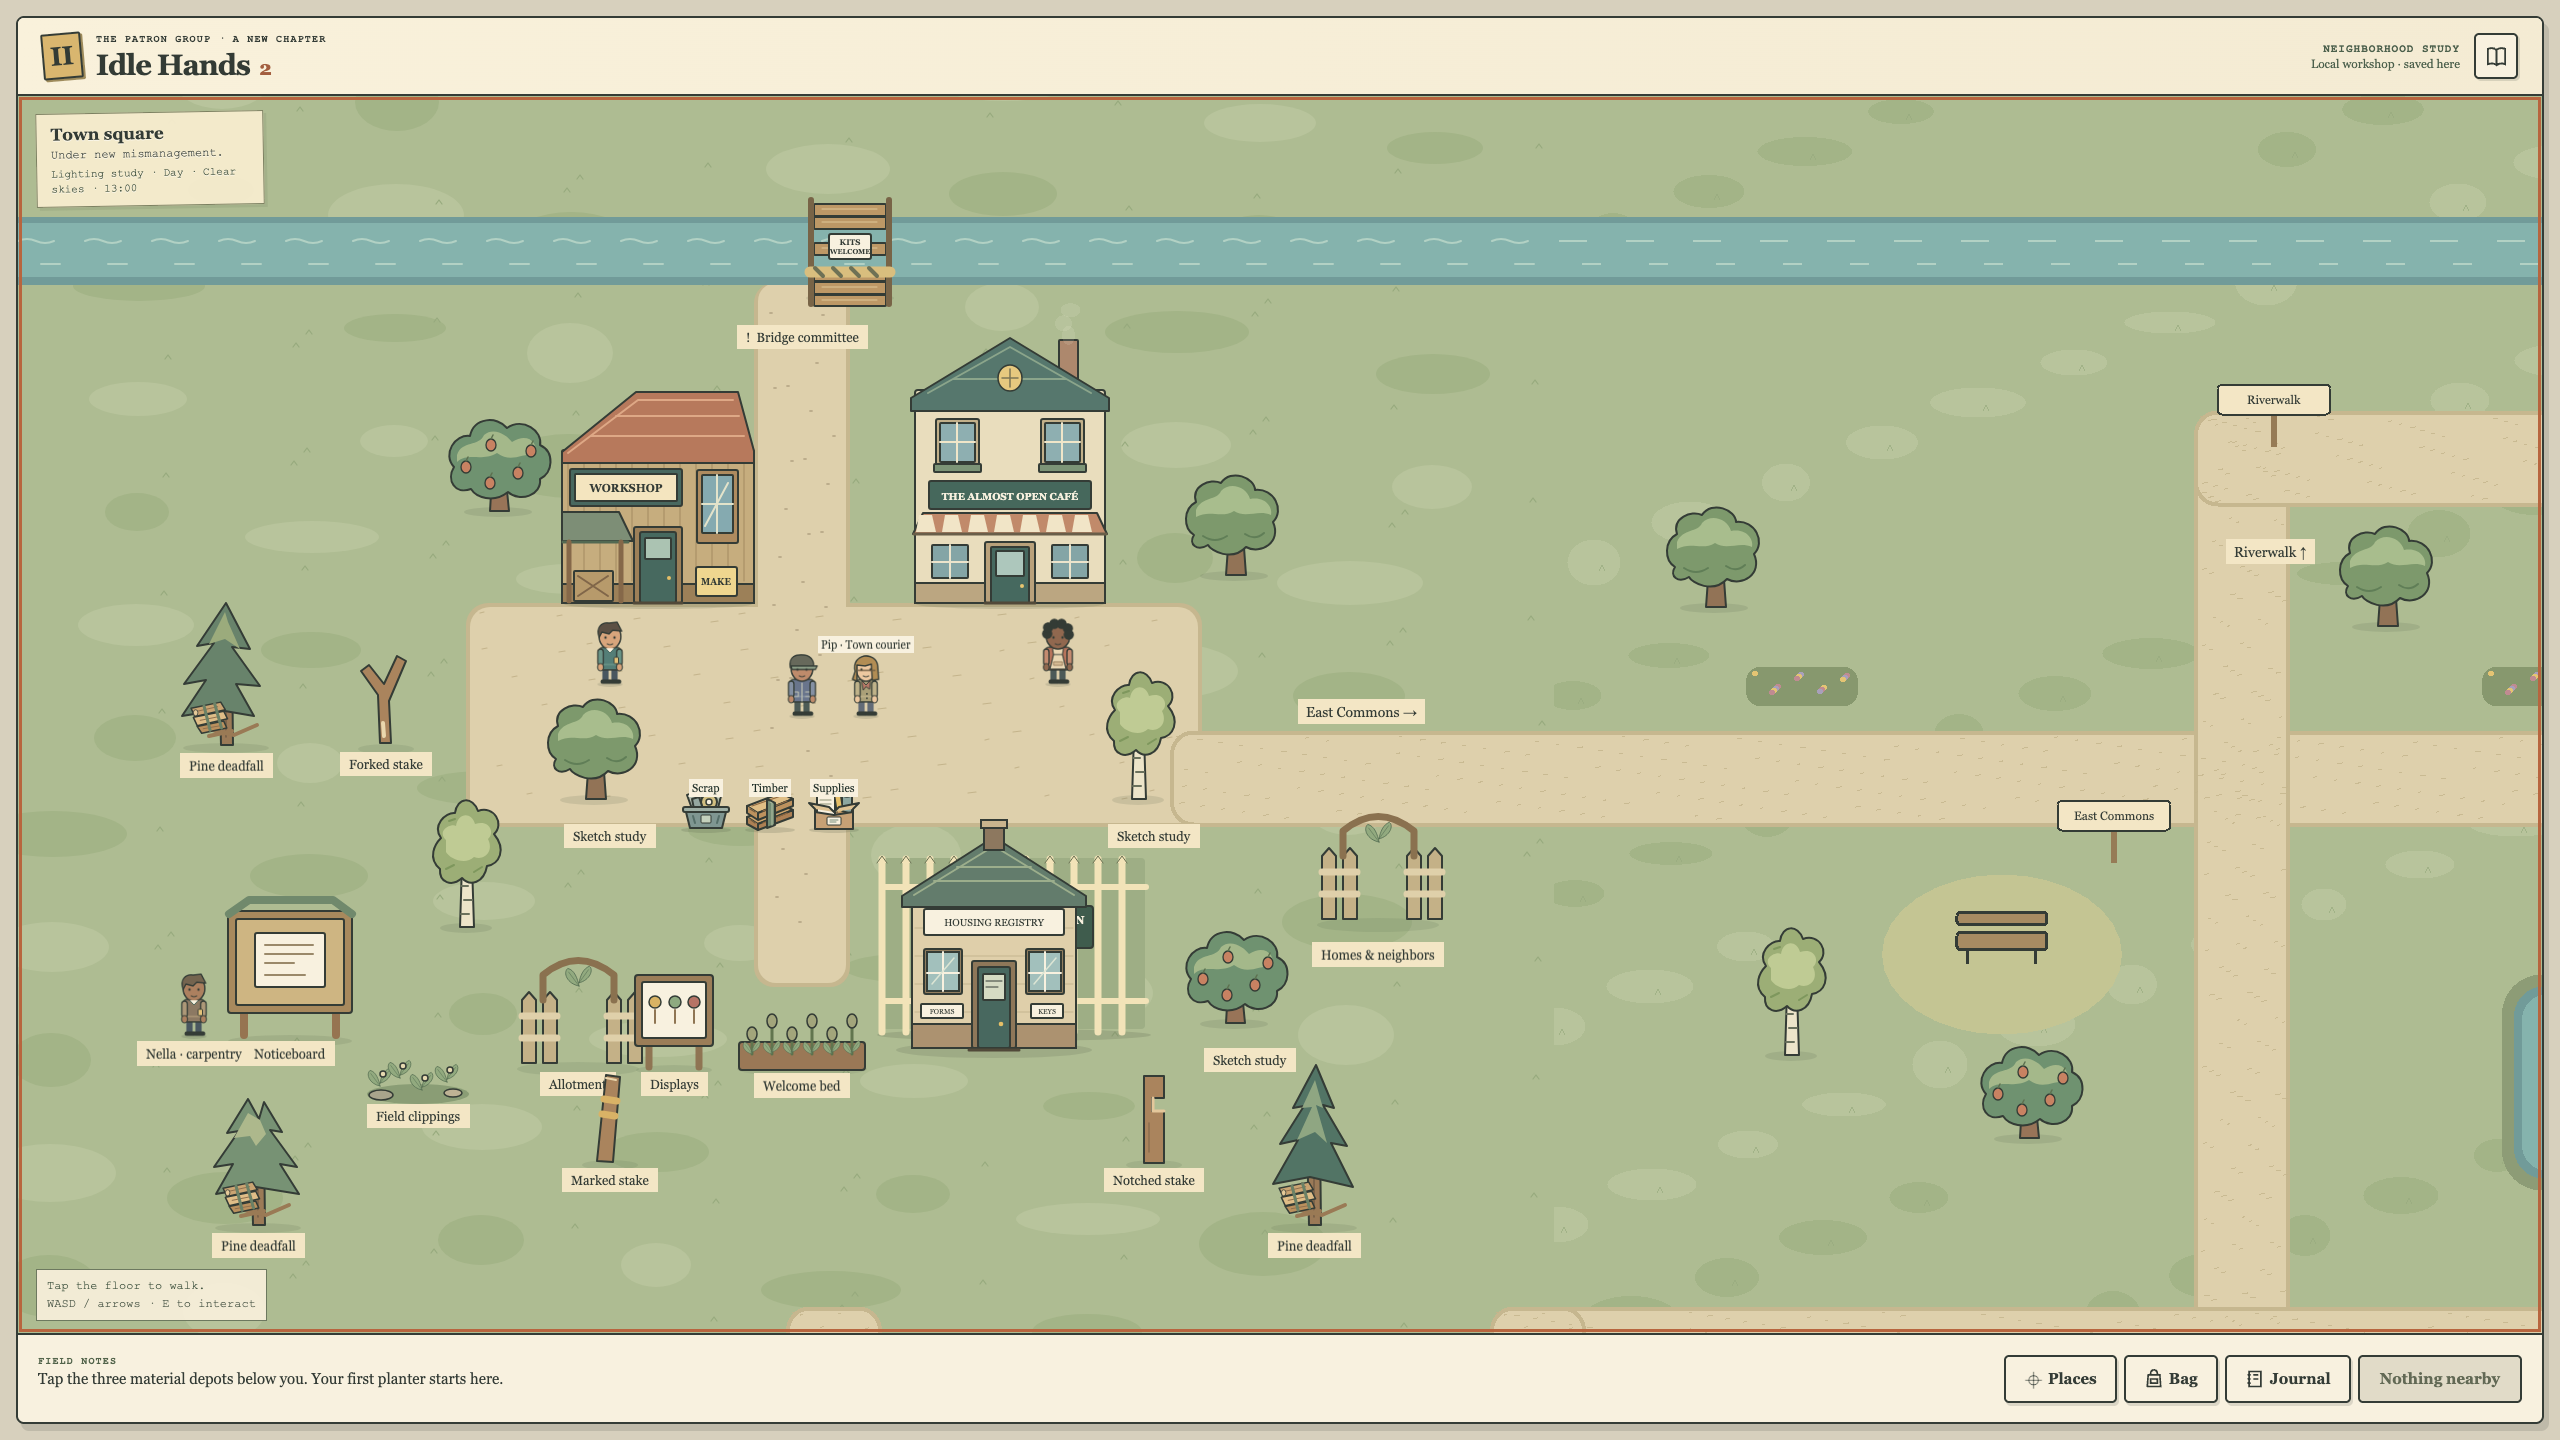 II
THE PATRON GROUP · A NEW CHAPTER
Idle Hands 2
NEIGHBORHOOD STUDY
Local workshop · saved here
Town square
Under new mismanagement.
Lighting study · Day · Clear
skies · 13:00
KITS
WELCOME
! Bridge committee
Riverwalk
WORKSHOP
THE ALMOST OPEN CAFÉ
MAKE
Riverwalk ↑
Pip · Town courier
East Commons →
Pine deadfall
Forked stake
Scrap
Timber
Supplies
East Commons
Sketch study
Sketch study
HOUSING REGISTRY
N
Homes & neighbors
FORMS
KEYS
Nella · carpentry
Noticeboard
Sketch study
Allotment
Displays
Welcome bed
Field clippings
Marked stake
Notched stake
Pine deadfall
Pine deadfall
Tap the floor to walk.
WASD / arrows · E to interact
FIELD NOTES
Tap the three material depots below you. Your first planter starts here.
Places
Bag
Journal
Nothing nearby